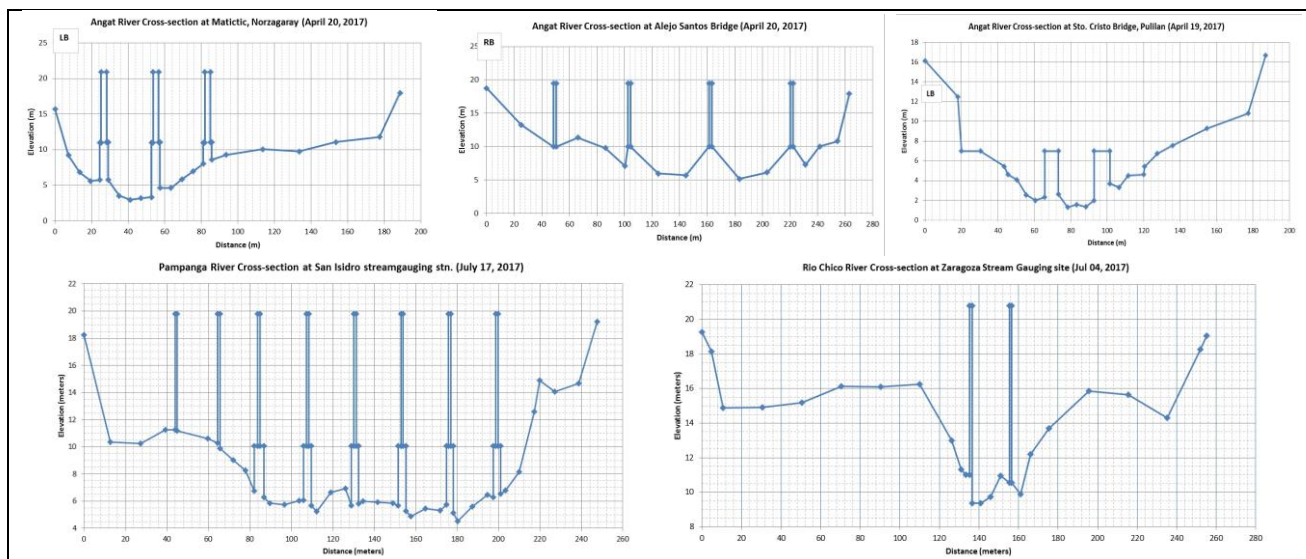 Angat River Cross-section at Matictic, Norzagaray (April 20, 2017)
LB
25
20
15
10
5
0
Elevation (m)
0 20 40 60 80 100 120 140 160 180 200
Distance (m)
Angat River Cross-section at Alejo Santos Bridge (April 20, 2017)
RB
25
20
15
10
5
0
Elevation (m)
0 20 40 60 80 100 120 140 160 180 200 220 240 260 280
Distance (m)
Angat River Cross-section at Sto. Cristo Bridge, Pulilan (April 19, 2017)
18
16
14
12
10
8
6
4
2
0
LB
Elevation (m)
0 20 40 60 80 100 120 140 160 180 200
Distance (m)
Pampanga River Cross-section at San Isidro streamgauging stn. (July 17, 2017)
22
20
18
16
14
12
10
8
6
4
Elevation (meters)
0 20 40 60 80 100 120 140 160 180 200 220 240 260
Distance (meters)
Rio Chico River Cross-section at Zaragoza Stream Gauging site (Jul 04, 2017)
22
20
18
16
14
12
10
8
Elevation (meters)
0 20 40 60 80 100 120 140 160 180 200 220 240 260 280
Distance (meters)